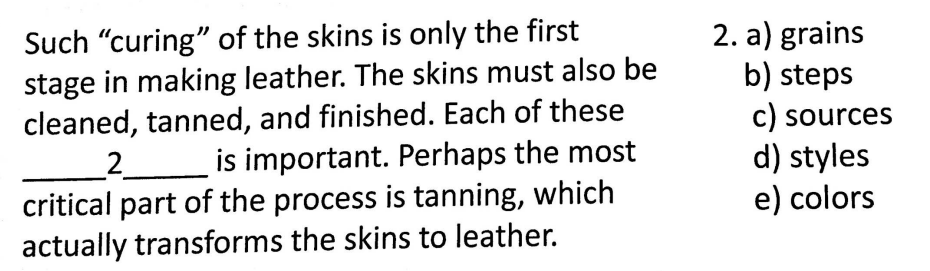 Such “curing” of the skins is only the first
stage in making leather. The skins must also be
cleaned, tanned, and finished. Each of these
_____2_____ is important. Perhaps the most
critical part of the process is tanning, which
actually transforms the skins to leather.
2. a) grains
b) steps
c) sources
d) styles
e) colors